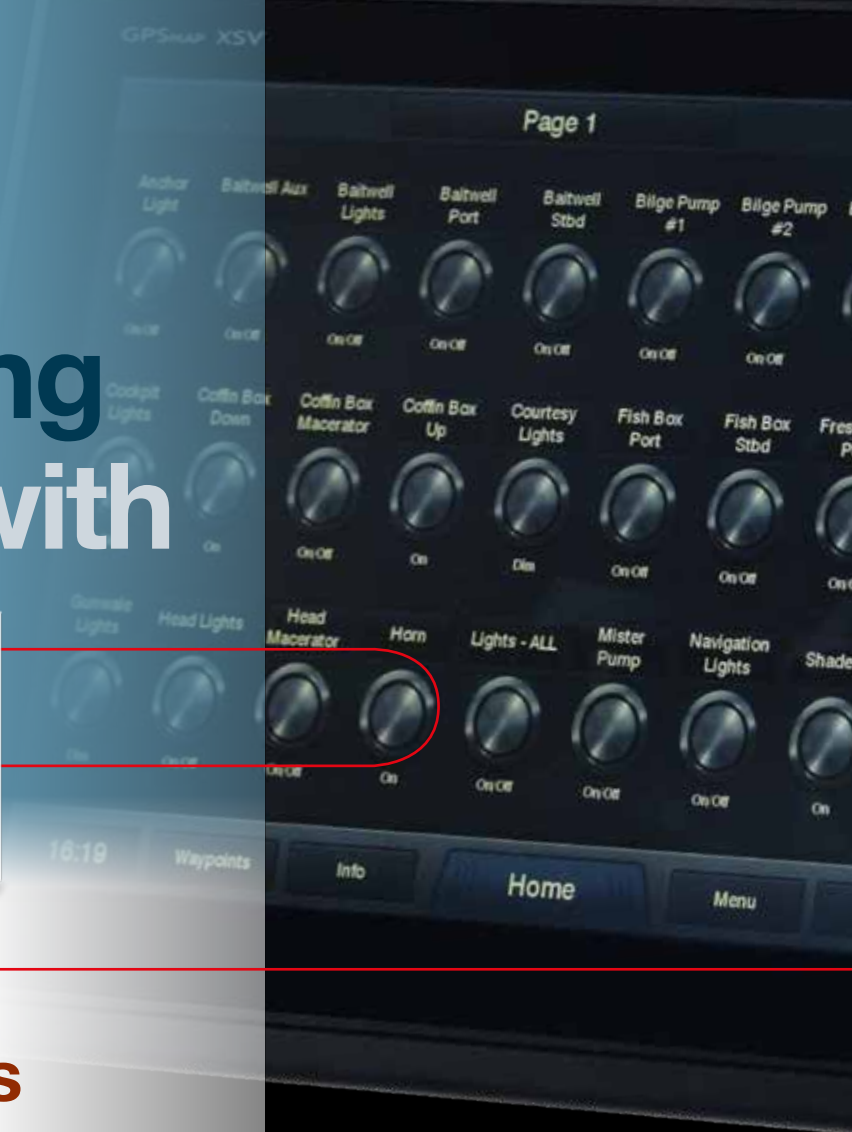 GPSMAP XSV
Page 1
Anchor Light
Baitwell Aux
Baitwell Lights
Baitwell Port
Baitwell Stbd
Bilge Pump #1
Bilge Pump #2
On Off
On Off
On Off
On Off
On Off
On Off
On Off
ng
Cockpit Lights
Coffin Box Down
Coffin Box Macerator
Coffin Box Up
Courtesy Lights
Fish Box Port
Fish Box Stbd
with
On
On Off
On
Dim
On Off
On Off
Gunwale Lights
Head Lights
Head Macerator
Horn
Lights - ALL
Mister Pump
Navigation Lights
Shade
Dim
On Off
On Off
On
On Off
On Off
On Off
On
16:19
Waypoints
Info
Home
Menu
s